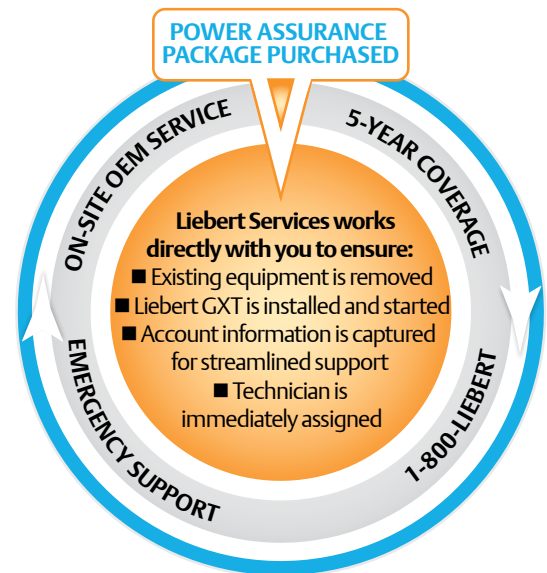 POWER ASSURANCE
PACKAGE PURCHASED
ON-SITE OEM SERVICE
5-YEAR COVERAGE
Liebert Services works
directly with you to ensure:
■ Existing equipment is removed
■ Liebert GXT is installed and started
■ Account information is captured
for streamlined support
■ Technician is
immediately assigned
EMERGENCY SUPPORT
1-800-LIEBERT